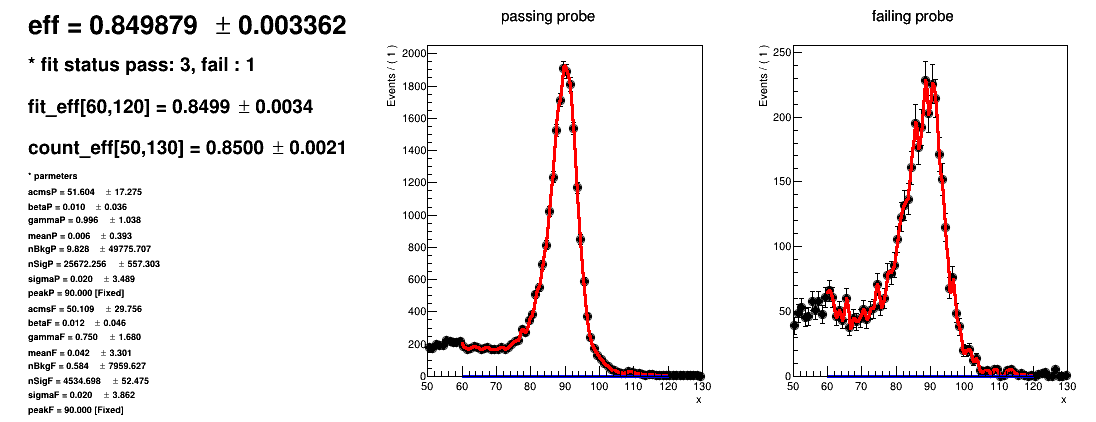 eff = 0.849879 ± 0.003362
* fit status pass: 3, fail : 1
fit_eff[60,120] = 0.8499 ± 0.0034
count_eff[50,130] = 0.8500 ± 0.0021
* parmeters
acmsP = 51.604 ± 17.275
betaP = 0.010 ± 0.036
gammaP = 0.996 ± 1.038
meanP = 0.006 ± 0.393
nBkgP = 9.828 ± 49775.707
nSigP = 25672.256 ± 557.303
sigmaP = 0.020 ± 3.489
peakP = 90.000 [Fixed]
acmsF = 50.109 ± 29.756
betaF = 0.012 ± 0.046
gammaF = 0.750 ± 1.680
meanF = 0.042 ± 3.301
nBkgF = 0.584 ± 7959.627
nSigF = 4534.698 ± 52.475
sigmaF = 0.020 ± 3.862
peakF = 90.000 [Fixed]
passing probe
Events / ( 1 )
2000
1800
1600
1400
1200
1000
800
600
400
200
0
50 60 70 80 90 100 110 120 130
x
failing probe
Events / ( 1 )
250
200
150
100
50
0
50 60 70 80 90 100 110 120 130
x